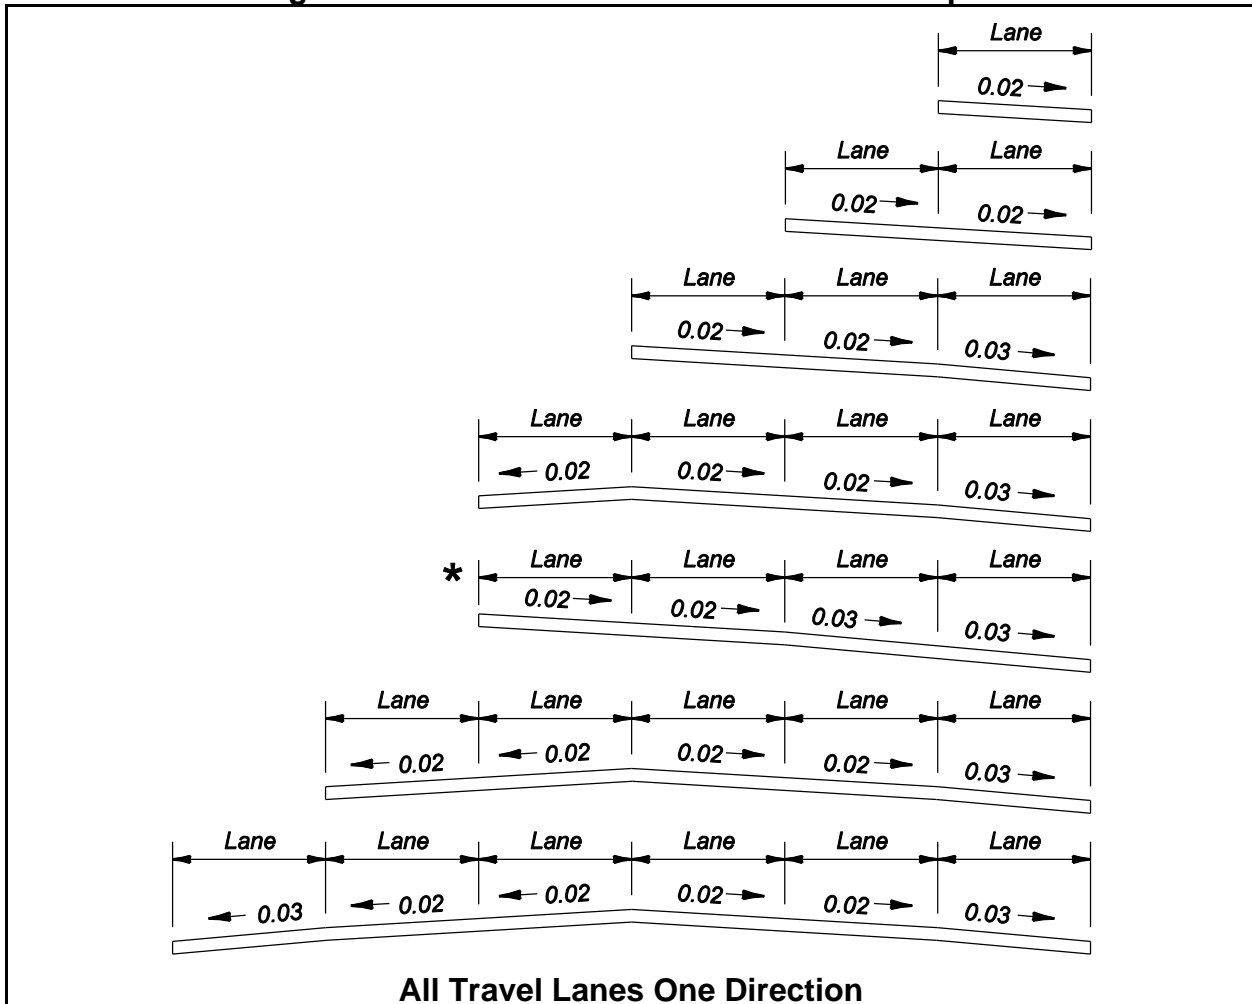 Lane
0.02
Lane Lane
0.02 0.02
Lane Lane Lane
0.02 0.02 0.03
Lane Lane Lane Lane
0.02 0.02 0.02 0.03
* Lane Lane Lane Lane
0.02 0.02 0.03 0.03
Lane Lane Lane Lane Lane
0.02 0.02 0.02 0.02 0.03
Lane Lane Lane Lane Lane Lane
0.03 0.02 0.02 0.02 0.02 0.03
All Travel Lanes One Direction